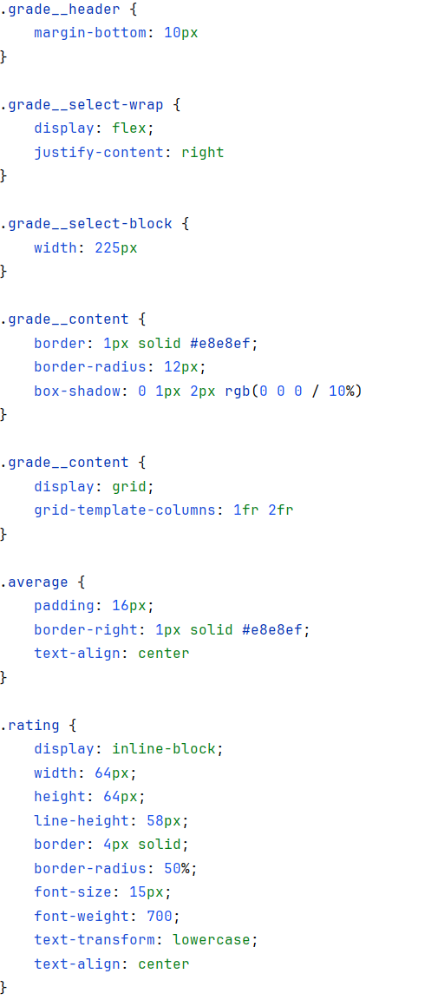 .grade__header {
    margin-bottom: 10px
}

.grade__select-wrap {
    display: flex;
    justify-content: right
}

.grade__select-block {
    width: 225px
}

.grade__content {
    border: 1px solid #e8e8ef;
    border-radius: 12px;
    box-shadow: 0 1px 2px rgb(0 0 0 / 10%)
}

.grade__content {
    display: grid;
    grid-template-columns: 1fr 2fr
}

.average {
    padding: 16px;
    border-right: 1px solid #e8e8ef;
    text-align: center
}

.rating {
    display: inline-block;
    width: 64px;
    height: 64px;
    line-height: 58px;
    border: 4px solid;
    border-radius: 50%;
    font-size: 15px;
    font-weight: 700;
    text-transform: lowercase;
    text-align: center
}